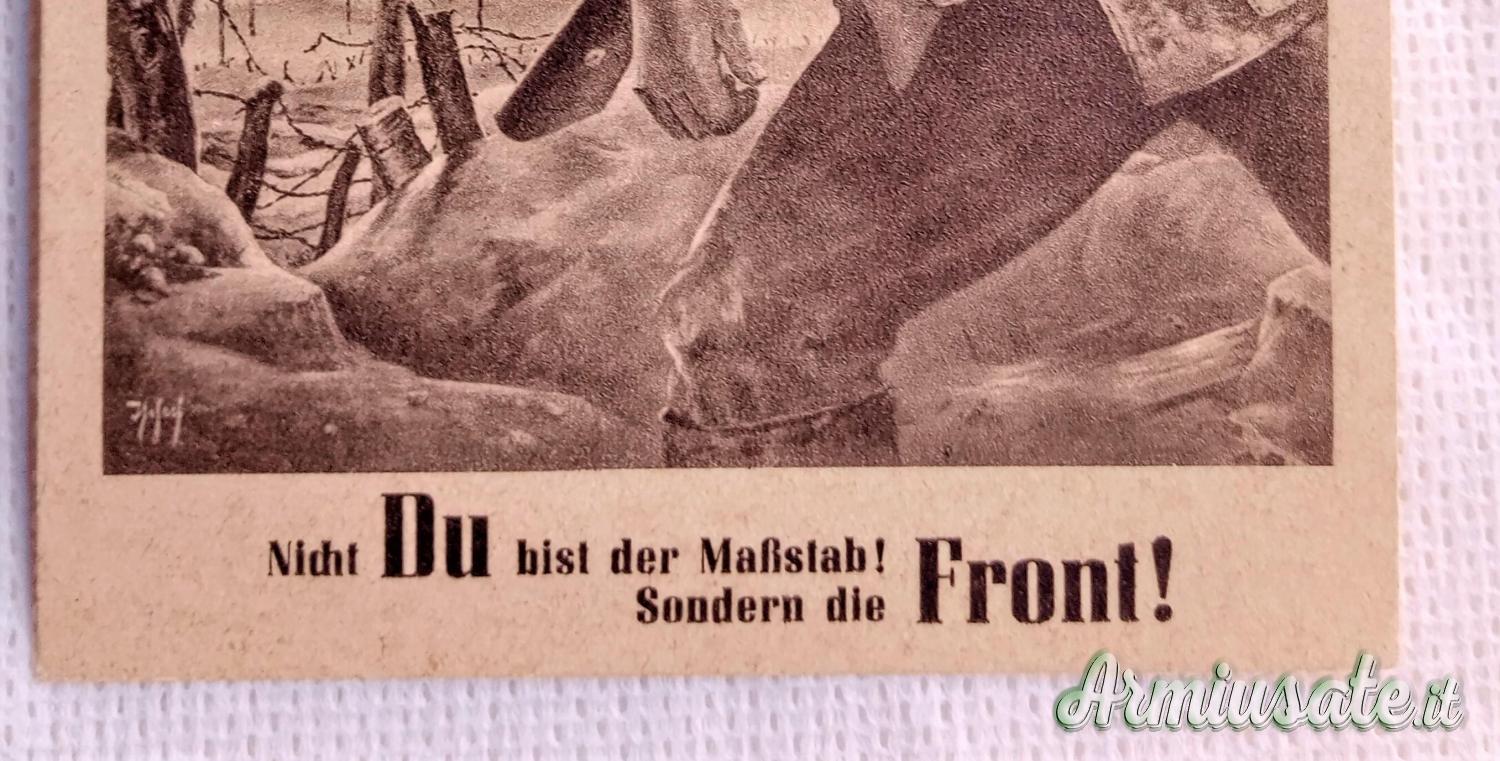 Nicht Du bist der Maßstab!
Sondern die Front!
Armiusate.it